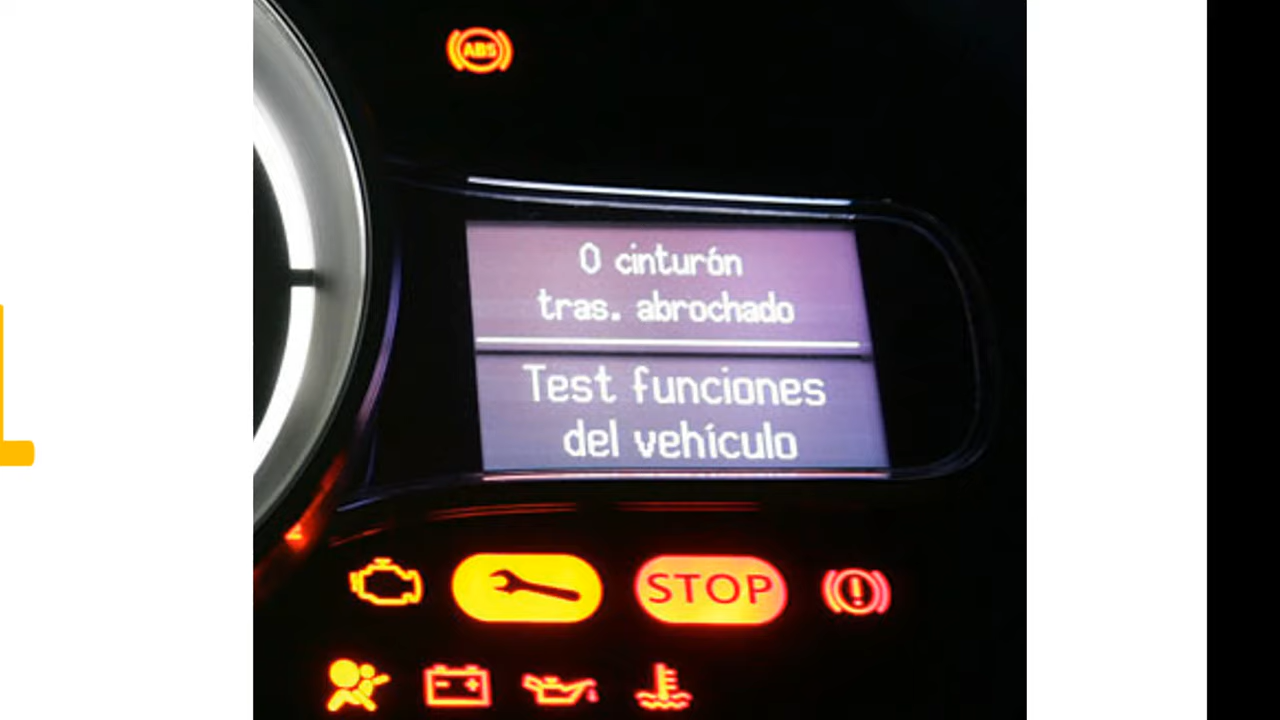 ABS
0 cinturón
tras. abrochado
Test funciones
del vehículo
STOP